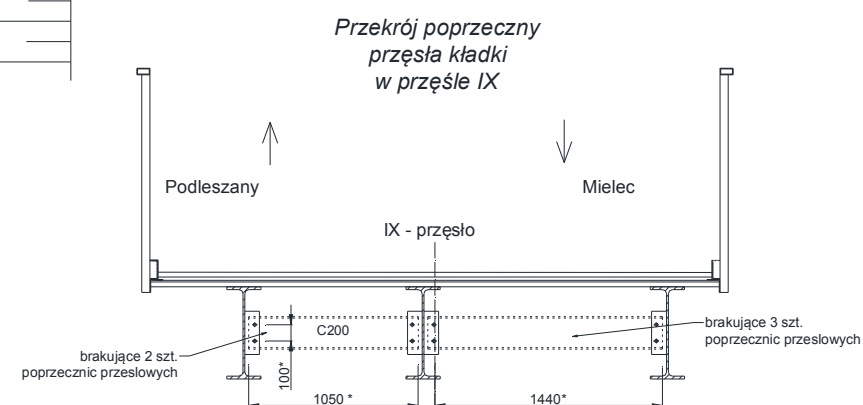 Przekrój poprzeczny
przęsła kładki
w przęśle IX
Podleszany
Mielec
IX - przęsło
C200
brakujące 3 szt.
poprzecznic przeslowych
brakujące 2 szt.
poprzecznic przeslowych
100*
1050 *
1440*